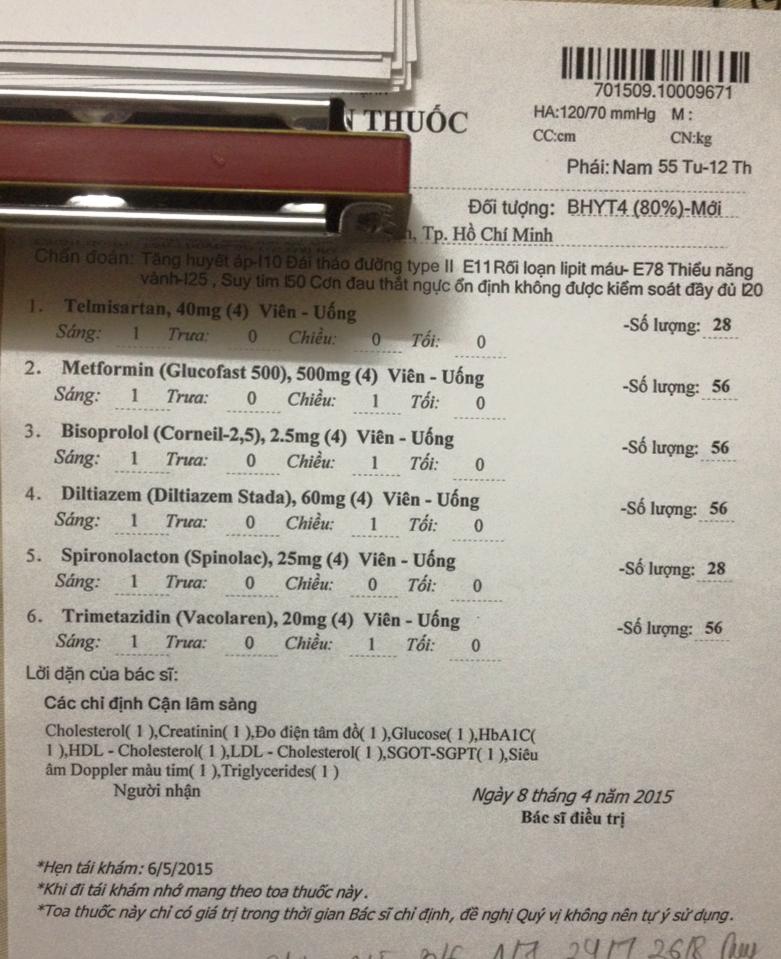 701509.10009671
THUỐC
HA:120/70 mmHg M :
CC:cm CN:kg
Phái: Nam 55 Tu-12 Th
Đối tượng: BHYT4 (80%)-Mới
Tp. Hồ Chí Minh
Chẩn đoán: Tăng huyết áp-I10 Đái tháo đường type II E11Rối loạn lipit máu- E78 Thiểu năng
vành-I25 , Suy tim I50 Cơn đau thắt ngực ổn định không được kiểm soát đầy đủ I20
1. Telmisartan, 40mg (4) Viên - Uống -Số lượng: 28
Sáng: 1 Trưa: 0 Chiều: 0 Tối: 0
2. Metformin (Glucofast 500), 500mg (4) Viên - Uống -Số lượng: 56
Sáng: 1 Trưa: 0 Chiều: 1 Tối: 0
3. Bisoprolol (Corneil-2,5), 2.5mg (4) Viên - Uống -Số lượng: 56
Sáng: 1 Trưa: 0 Chiều: 1 Tối: 0
4. Diltiazem (Diltiazem Stada), 60mg (4) Viên - Uống -Số lượng: 56
Sáng: 1 Trưa: 0 Chiều: 1 Tối: 0
5. Spironolacton (Spinolac), 25mg (4) Viên - Uống -Số lượng: 28
Sáng: 1 Trưa: 0 Chiều: 0 Tối: 0
6. Trimetazidin (Vacolaren), 20mg (4) Viên - Uống -Số lượng: 56
Sáng: 1 Trưa: 0 Chiều: 1 Tối: 0
Lời dặn của bác sĩ:
Các chỉ định Cận lâm sàng
Cholesterol( 1 ),Creatinin( 1 ),Đo điện tâm đồ( 1 ),Glucose( 1 ),HbA1C(
1 ),HDL - Cholesterol( 1 ),LDL - Cholesterol( 1 ),SGOT-SGPT( 1 ),Siêu
âm Doppler màu tim( 1 ),Triglycerides( 1 )
Người nhận Ngày 8 tháng 4 năm 2015
Bác sĩ điều trị
*Hẹn tái khám: 6/5/2015
*Khi đi tái khám nhớ mang theo toa thuốc này .
*Toa thuốc này chỉ có giá trị trong thời gian Bác sĩ chỉ định, đề nghị Quý vị không nên tự ý sử dụng.